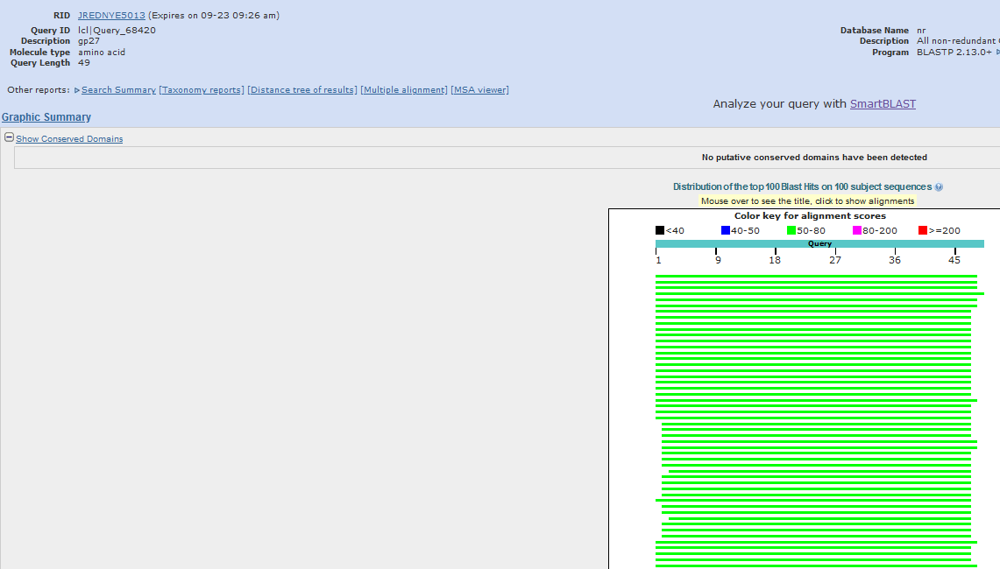 RID JREDNYE5013 (Expires on 09-23 09:26 am)
Query ID lcl|Query_68420
Description gp27
Molecule type amino acid
Query Length 49
Database Name nr
Description All non-redundant
Program BLASTP 2.13.0+
Other reports: Search Summary [Taxonomy reports] [Distance tree of results] [Multiple alignment] [MSA viewer]
Analyze your query with SmartBLAST
Graphic Summary
Show Conserved Domains
No putative conserved domains have been detected
Distribution of the top 100 Blast Hits on 100 subject sequences
Mouse over to see the title, click to show alignments
Color key for alignment scores
<40 40-50 50-80 80-200 >=200
Query
1 9 18 27 36 45